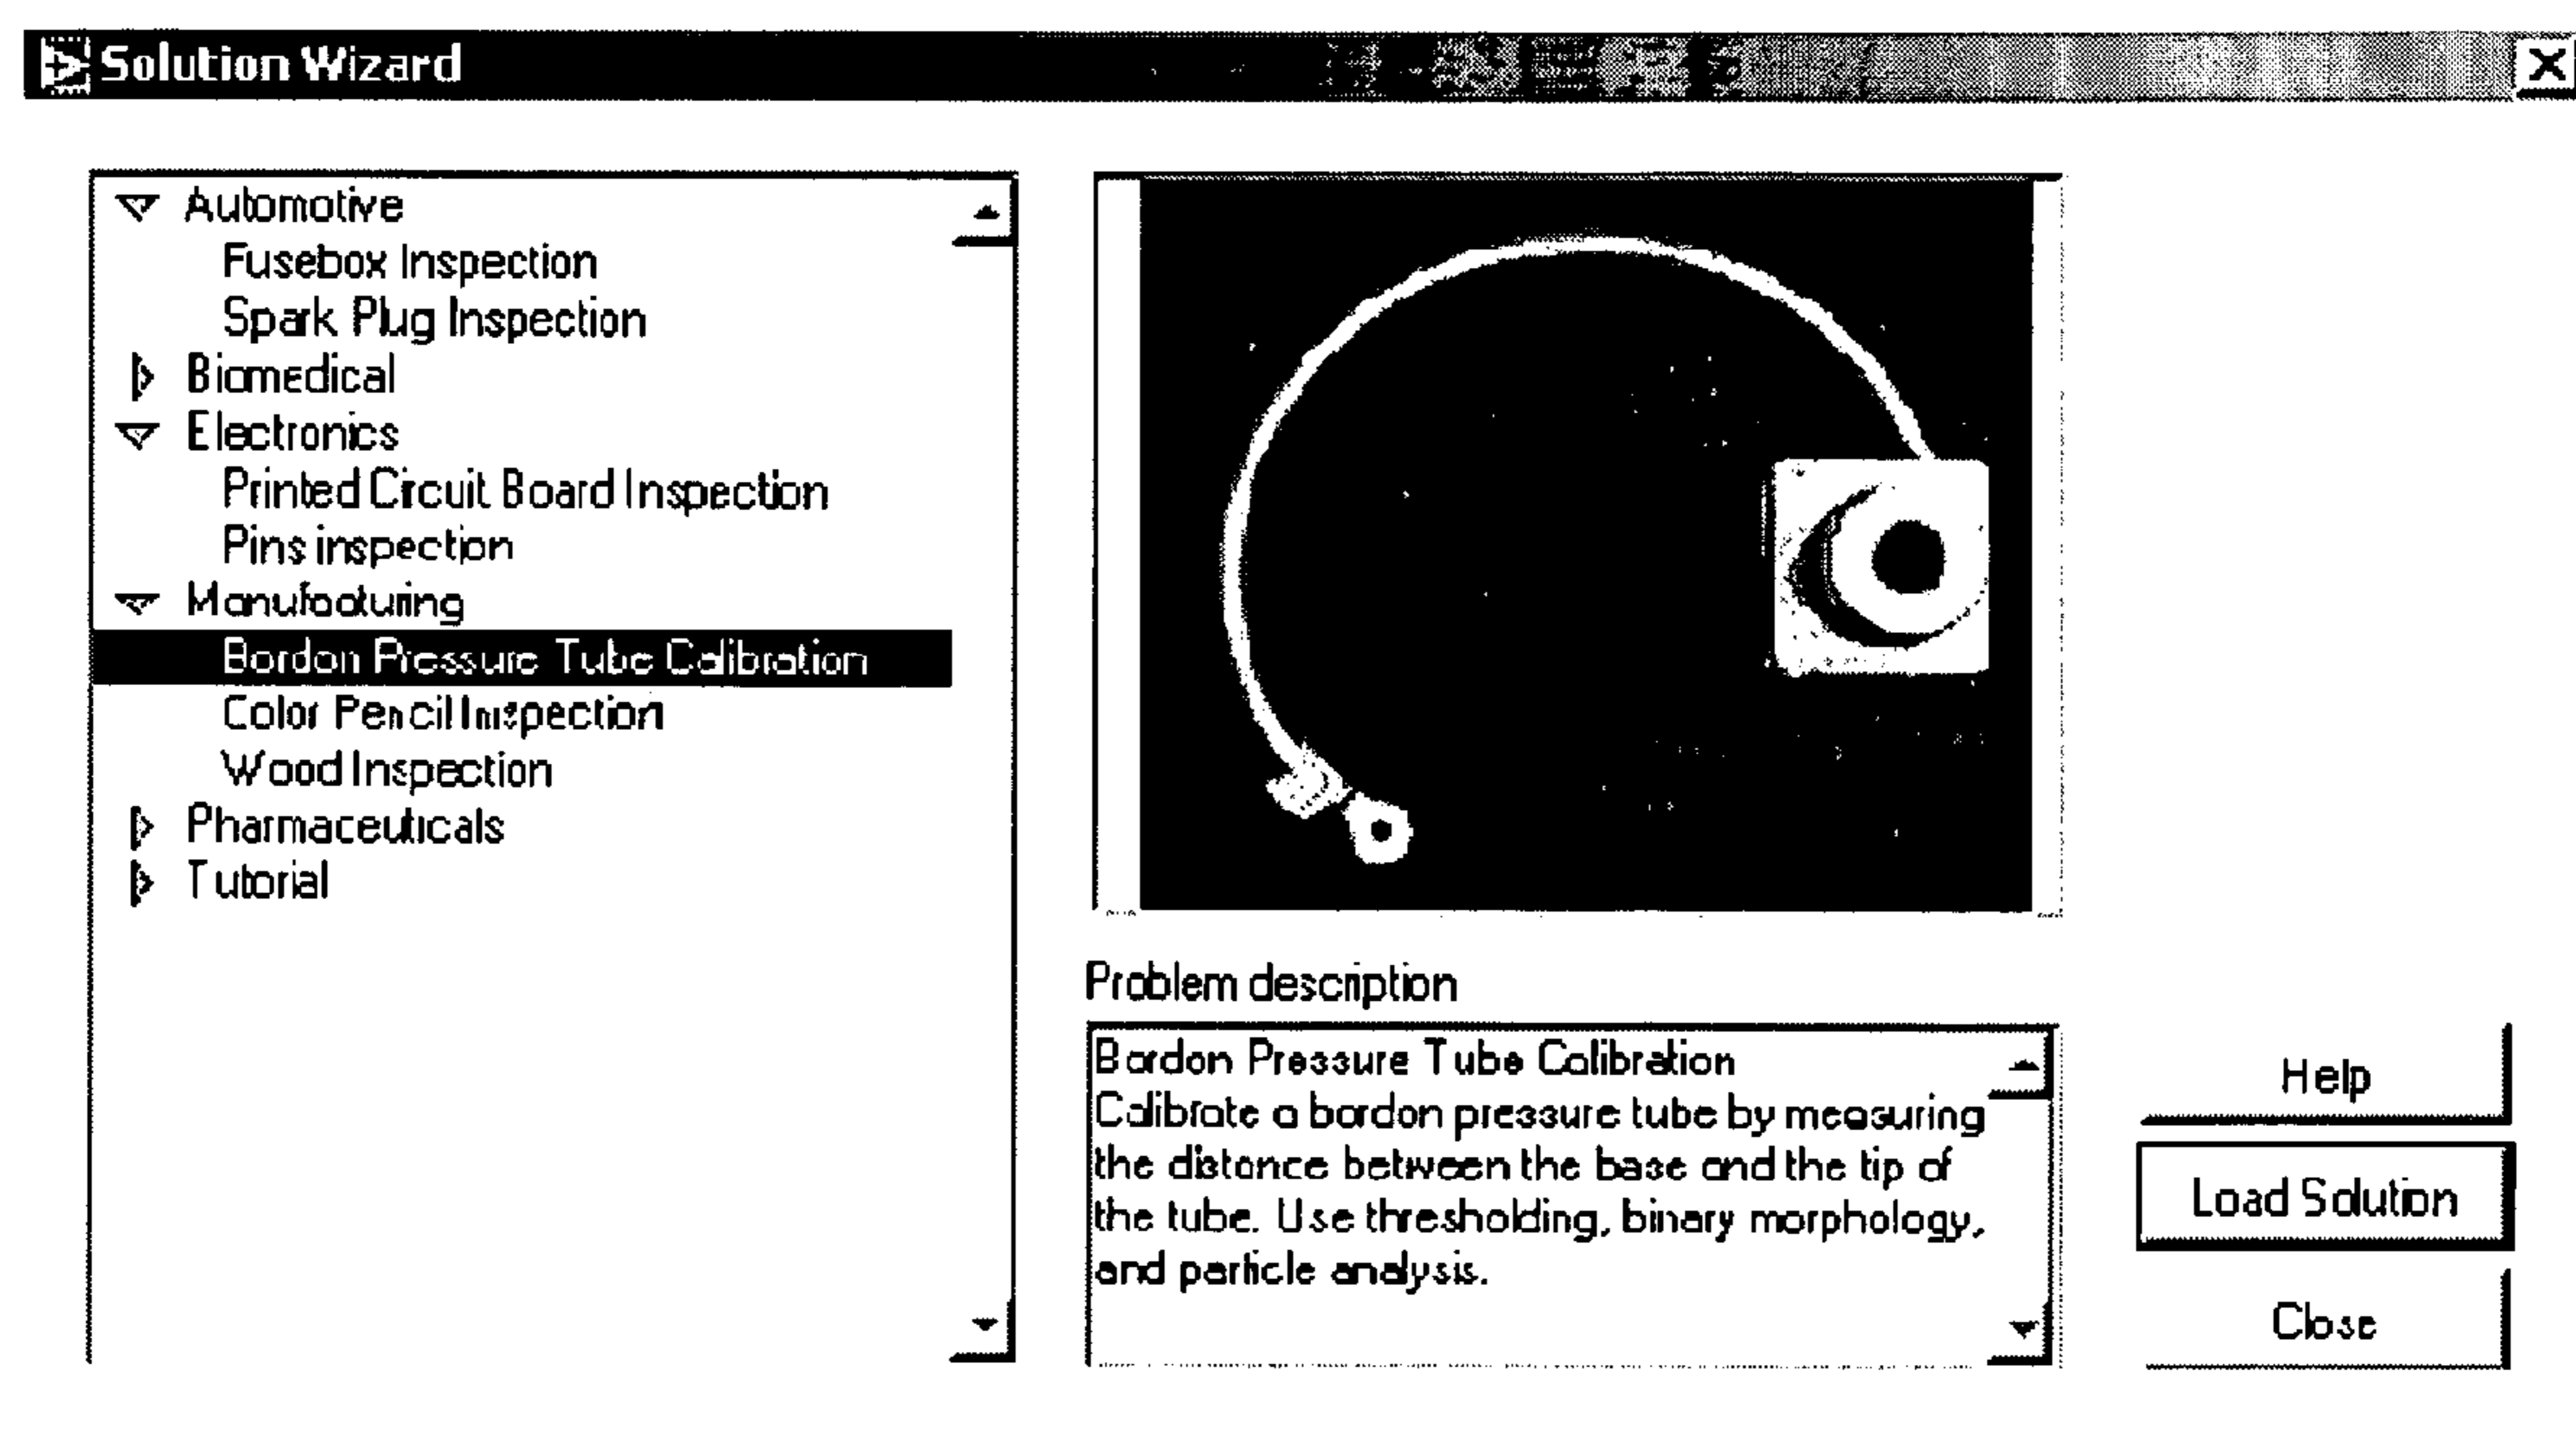 Solution Wizard
Automotive
Fusebox Inspection
Spark Plug Inspection
Biomedical
Electronics
Printed Circuit Board Inspection
Pins inspection
Manufacturing
Bordon Pressure Tube Calibration
Color Pencil Inspection
Wood Inspection
Pharmaceuticals
Tutorial
Problem description
Bordon Pressure Tube Calibration
Calibrate a bordon pressure tube by measuring
the distance between the base and the tip of
the tube. Use thresholding, binary morphology,
and particle analysis.
Help
Load Solution
Close